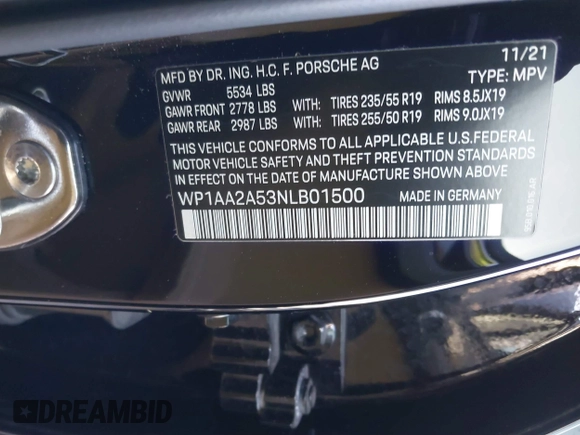 MFD BY DR. ING. H.C. F. PORSCHE AG 11/21
GVWR 5534 LBS TYPE: MPV
GAWR FRONT 2778 LBS WITH: TIRES 235/55 R19 RIMS 8.5JX19
GAWR REAR 2987 LBS WITH: TIRES 255/50 R19 RIMS 9.0JX19
THIS VEHICLE CONFORMS TO ALL APPLICABLE U.S.FEDERAL
MOTOR VEHICLE SAFETY AND THEFT PREVENTION STANDARDS
IN EFFECT ON THE DATE OF MANUFACTURE SHOWN ABOVE
WP1AA2A53NLB01500 MADE IN GERMANY
DREAMBID